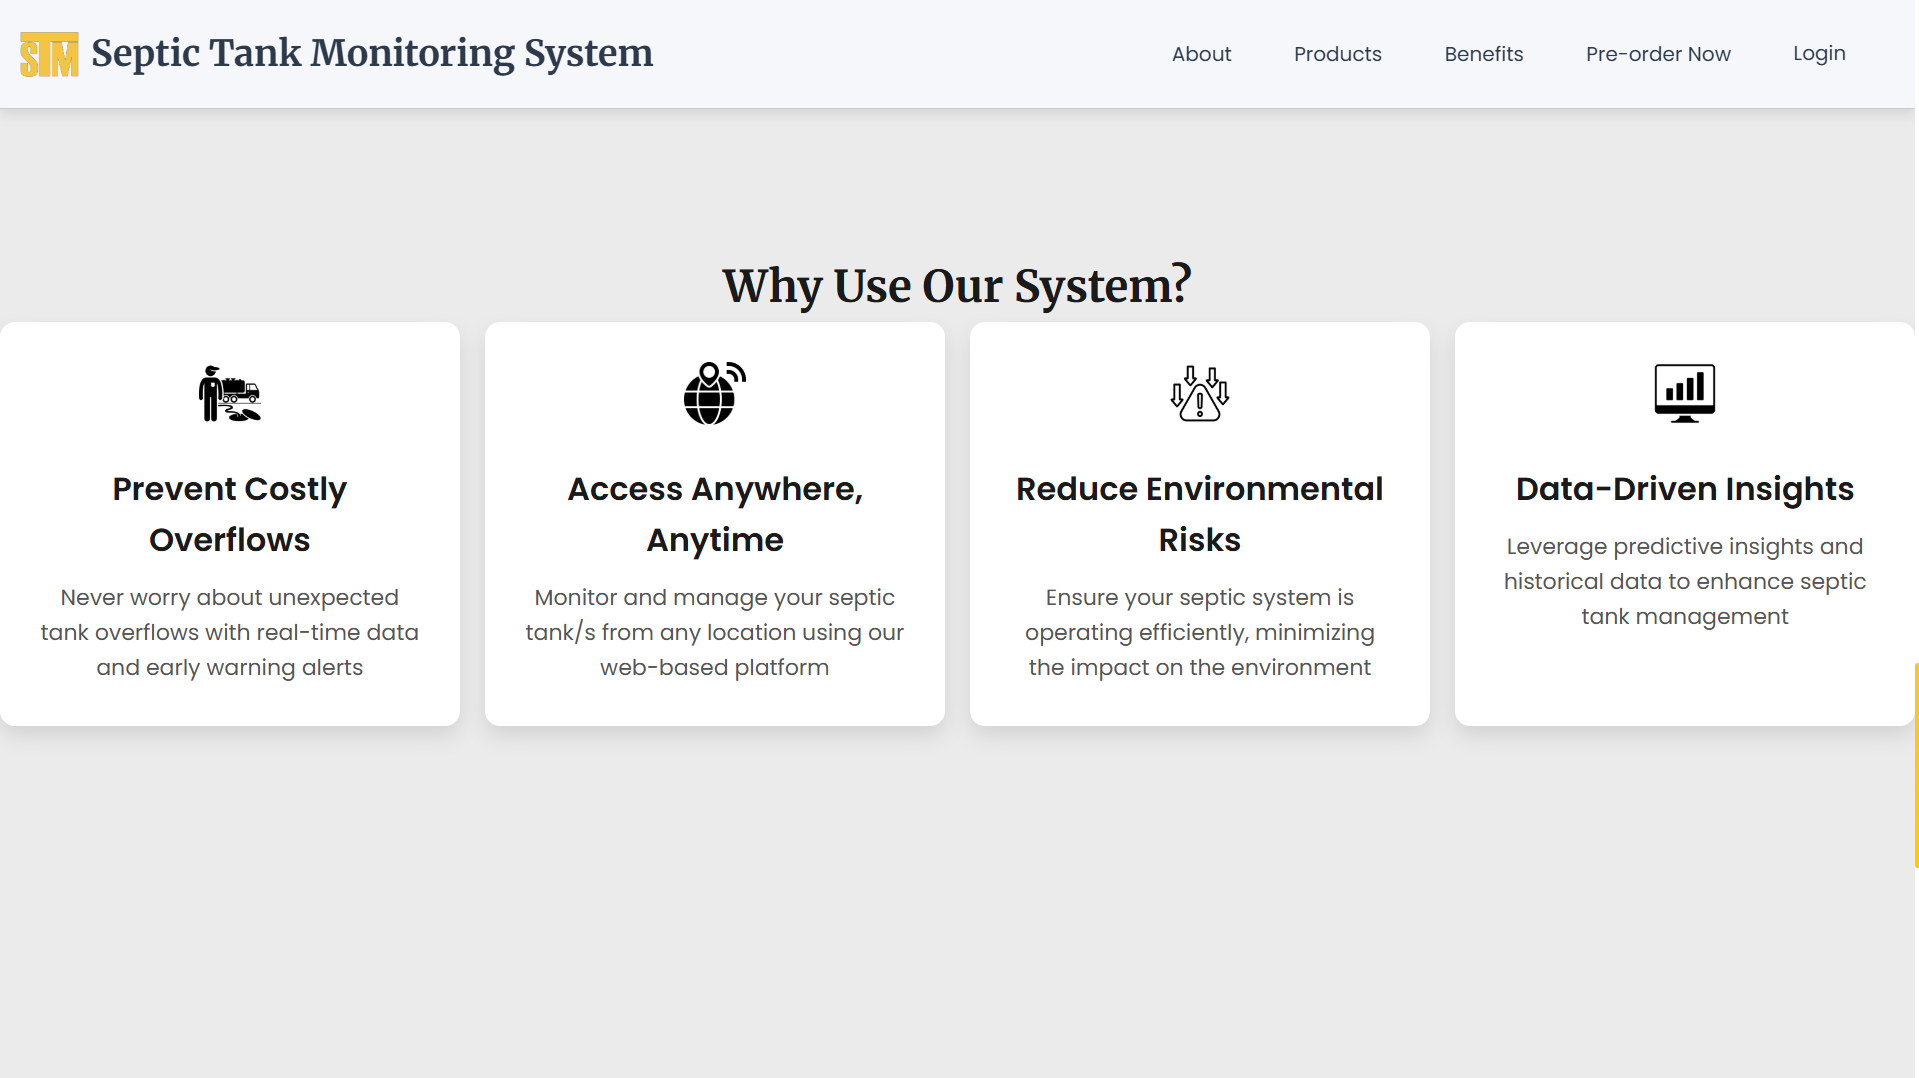 STM Septic Tank Monitoring System
About Products Benefits Pre-order Now Login
Why Use Our System?
Prevent Costly
Overflows
Never worry about unexpected
tank overflows with real-time data
and early warning alerts
Access Anywhere,
Anytime
Monitor and manage your septic
tank/s from any location using our
web-based platform
Reduce Environmental
Risks
Ensure your septic system is
operating efficiently, minimizing
the impact on the environment
Data-Driven Insights
Leverage predictive insights and
historical data to enhance septic
tank management